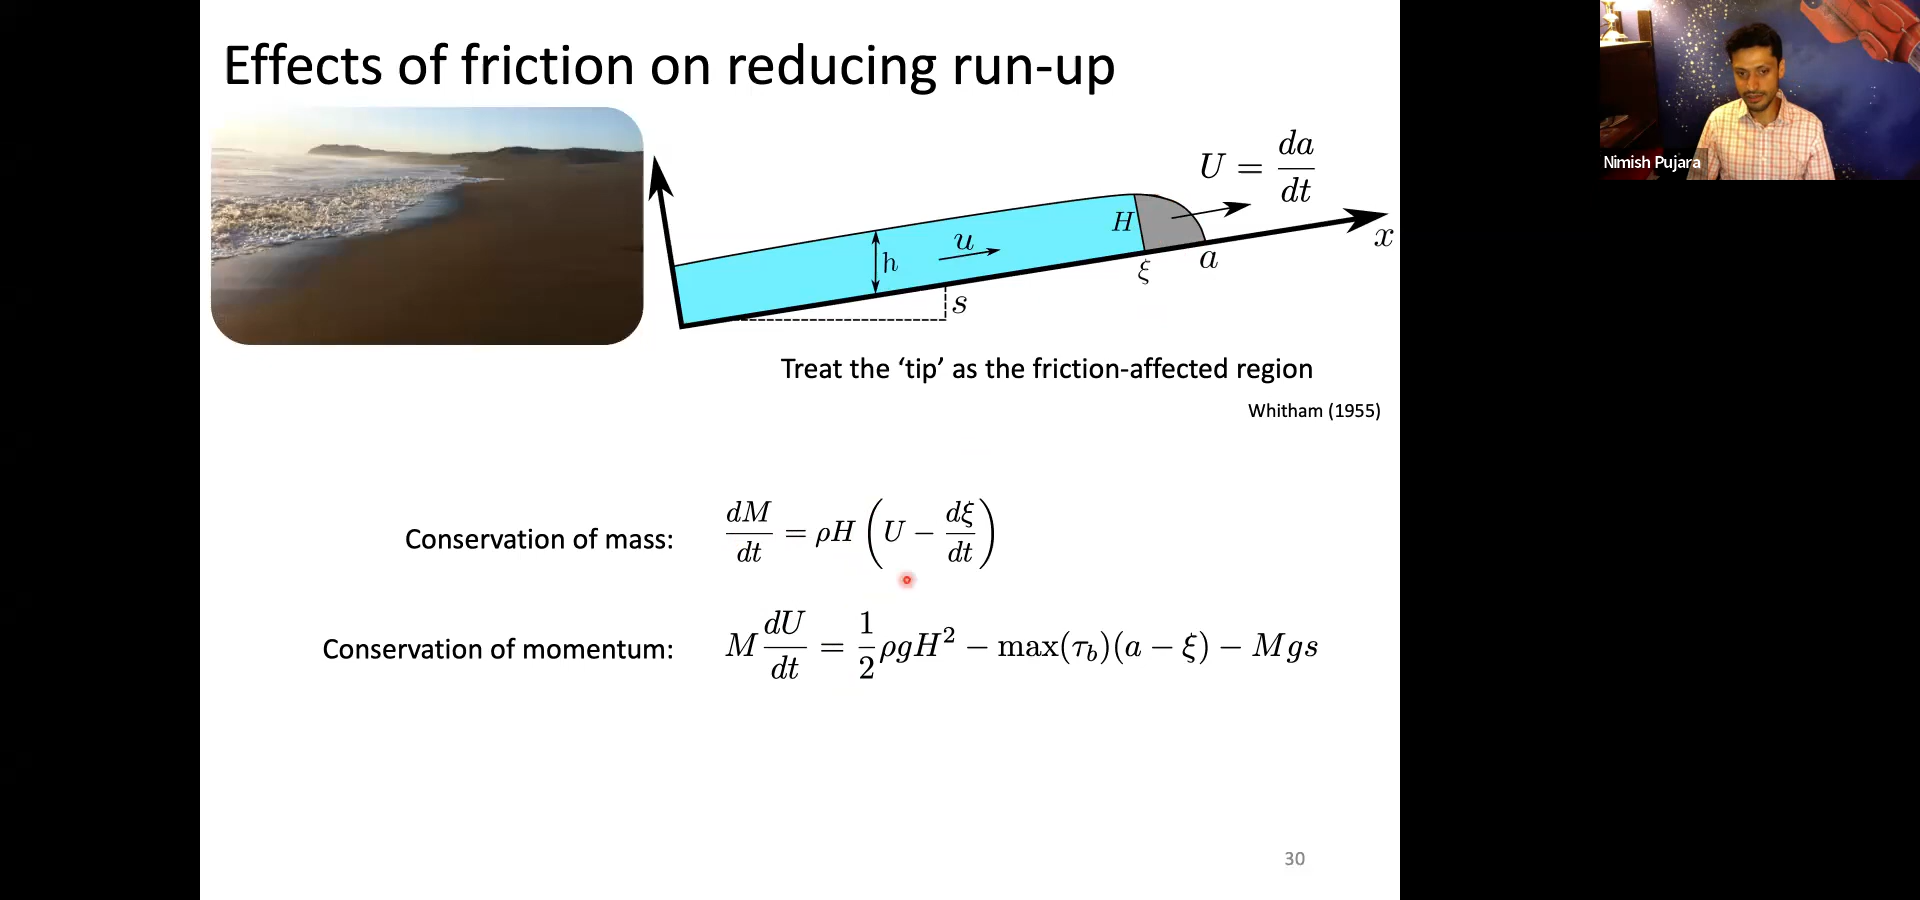 Effects of friction on reducing run-up
U = da/dt
H
u
h
x
ξ
a
s
Treat the ‘tip’ as the friction-affected region
Whitham (1955)
Conservation of mass: dM/dt = ρH (U − dξ/dt)
Conservation of momentum: M dU/dt = 1/2 ρgH² − max(τ_b)(a − ξ) − Mgs
30
Nimish Pujara